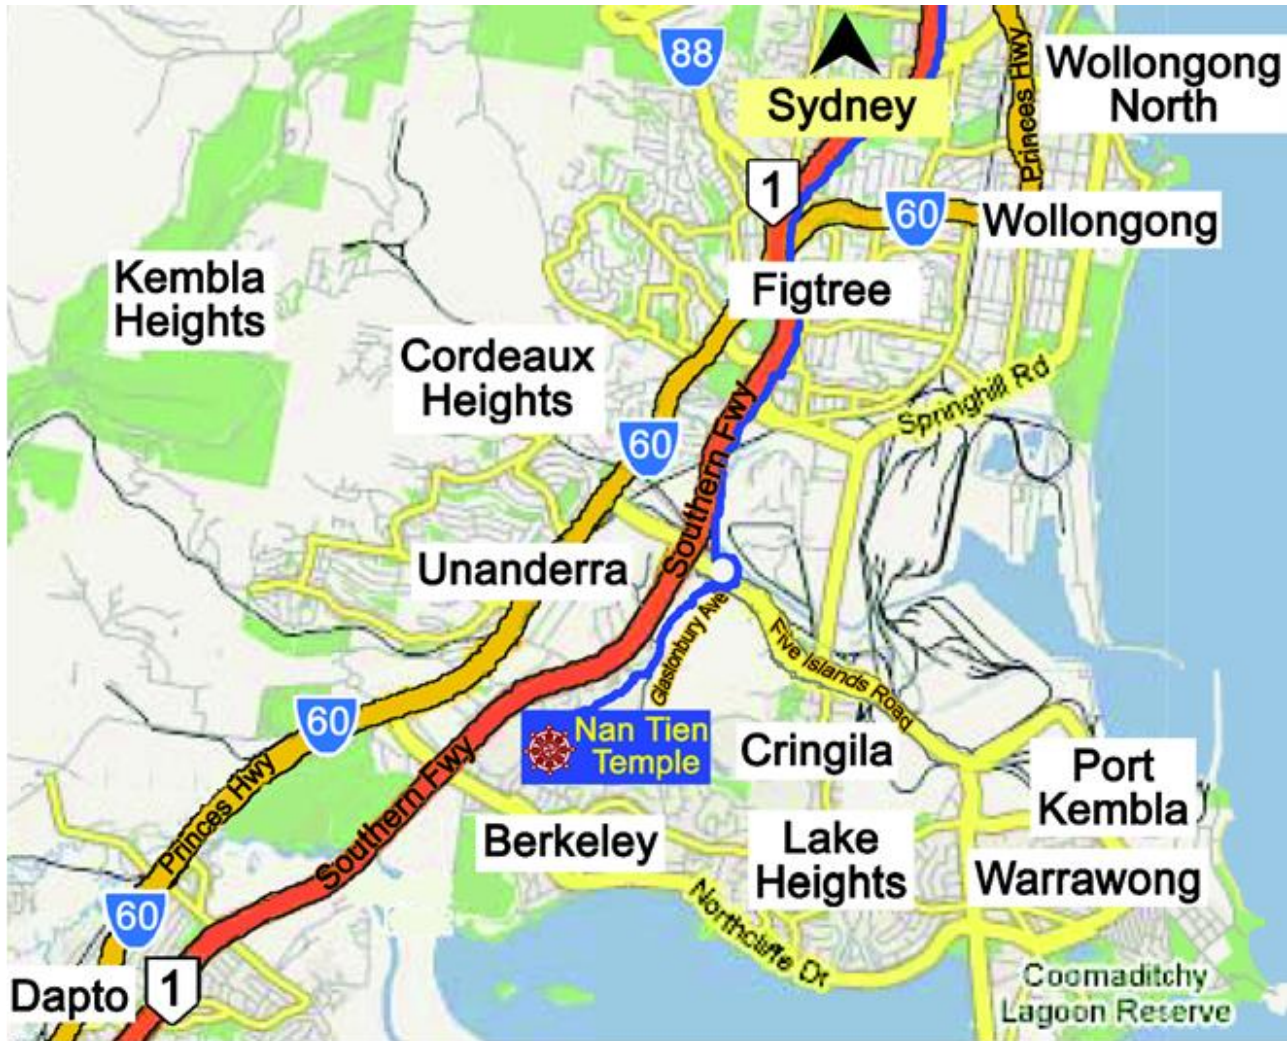 88
Sydney
Princes Hwy
Wollongong
North
1
60
Wollongong
Kembla
Heights
Figtree
Cordeaux
Heights
Springhill Rd
60
Southern Fwy
Unanderra
Glastonbury Ave
Five Islands Road
60
Nan Tien
Temple
Cringila
Port
Kembla
Princes Hwy
Southern Fwy
Berkeley
Lake
Heights
Warrawong
60
Northcliffe Dr
Dapto
1
Coomaditchy
Lagoon Reserve